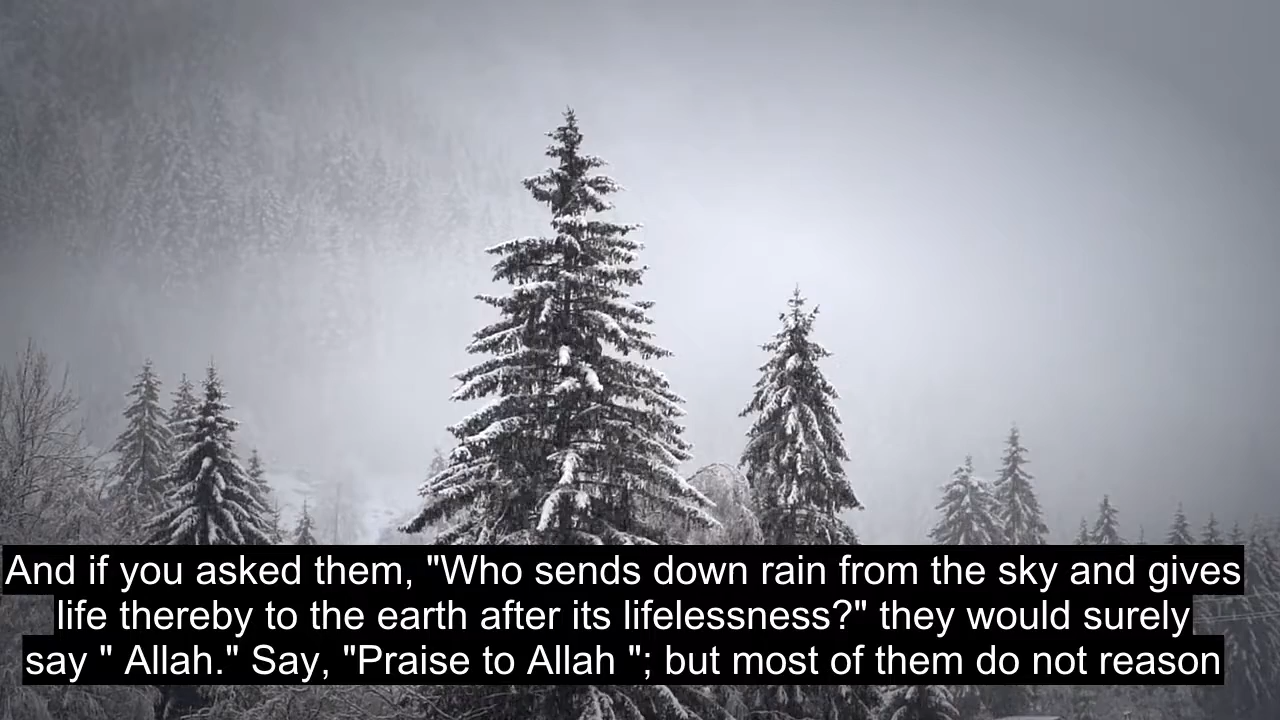 And if you asked them, "Who sends down rain from the sky and gives
life thereby to the earth after its lifelessness?" they would surely
say " Allah." Say, "Praise to Allah "; but most of them do not reason